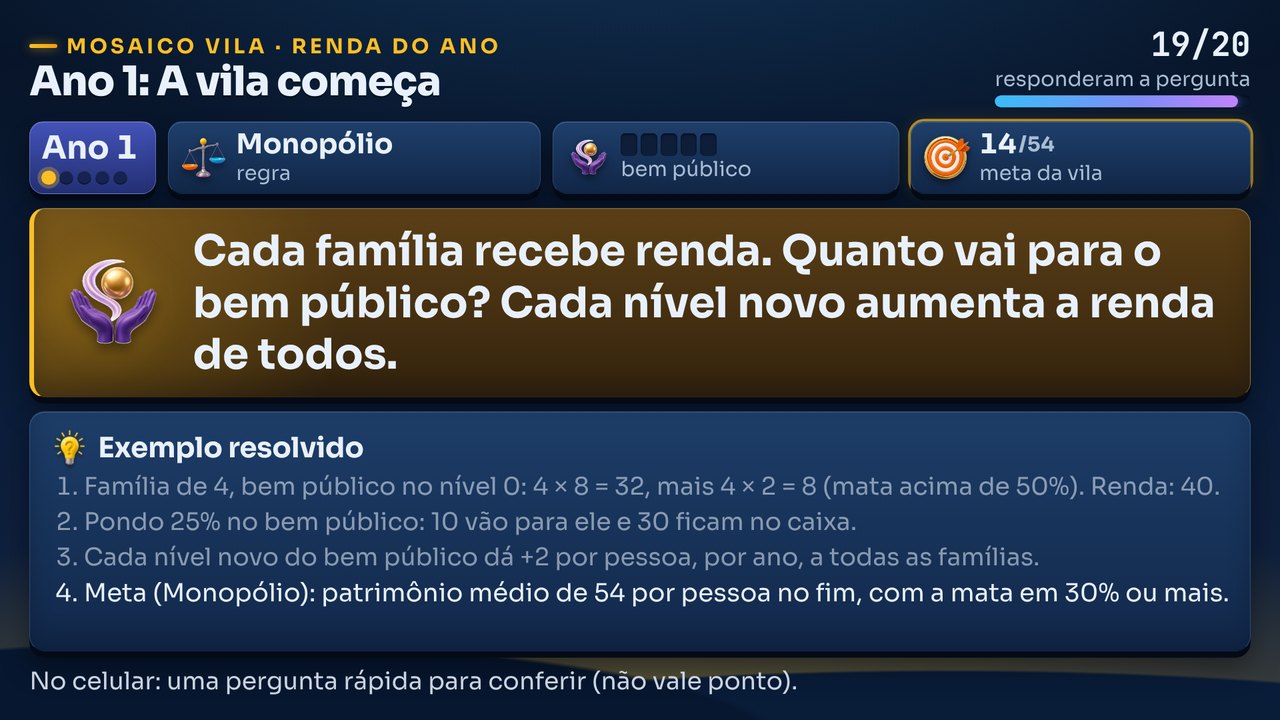 MOSAICO VILA · RENDA DO ANO
Ano 1: A vila começa
19/20
responderam a pergunta
Ano 1
Monopólio
regra
bem público
14/54
meta da vila
Cada família recebe renda. Quanto vai para o
bem público? Cada nível novo aumenta a renda
de todos.
Exemplo resolvido
1. Família de 4, bem público no nível 0: 4 × 8 = 32, mais 4 × 2 = 8 (mata acima de 50%). Renda: 40.
2. Pondo 25% no bem público: 10 vão para ele e 30 ficam no caixa.
3. Cada nível novo do bem público dá +2 por pessoa, por ano, a todas as famílias.
4. Meta (Monopólio): patrimônio médio de 54 por pessoa no fim, com a mata em 30% ou mais.
No celular: uma pergunta rápida para conferir (não vale ponto).